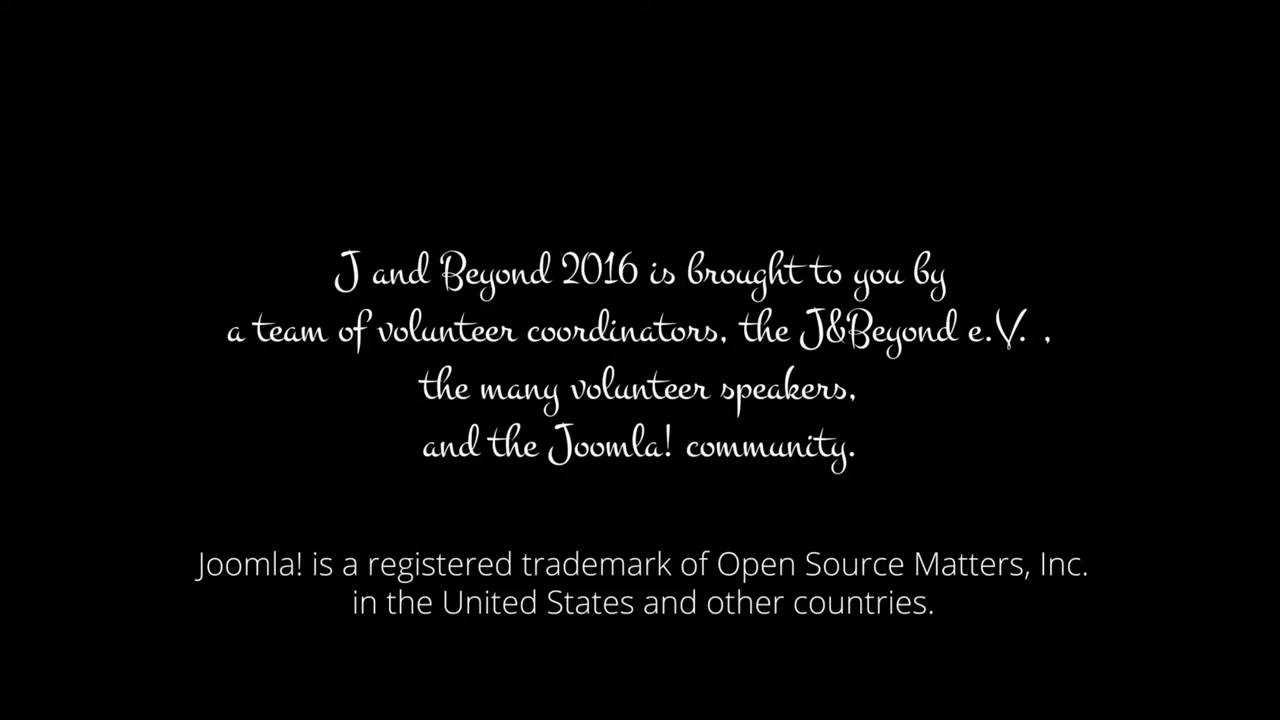 J and Beyond 2016 is brought to you by
a team of volunteer coordinators, the J&Beyond e.V. ,
the many volunteer speakers,
and the Joomla! community.
Joomla! is a registered trademark of Open Source Matters, Inc.
in the United States and other countries.